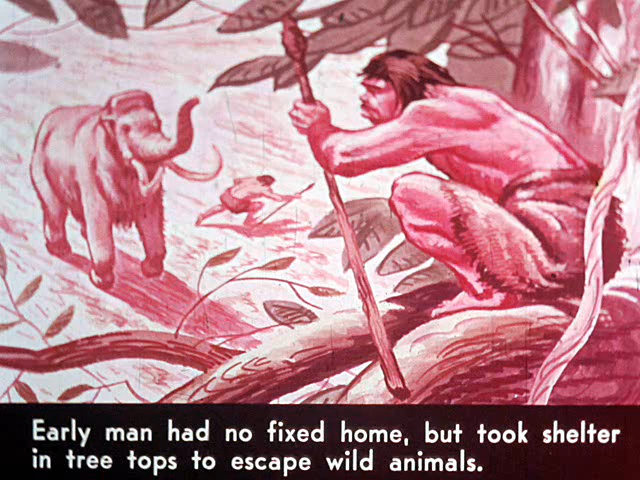 Early man had no fixed home, but took shelter
in tree tops to escape wild animals.